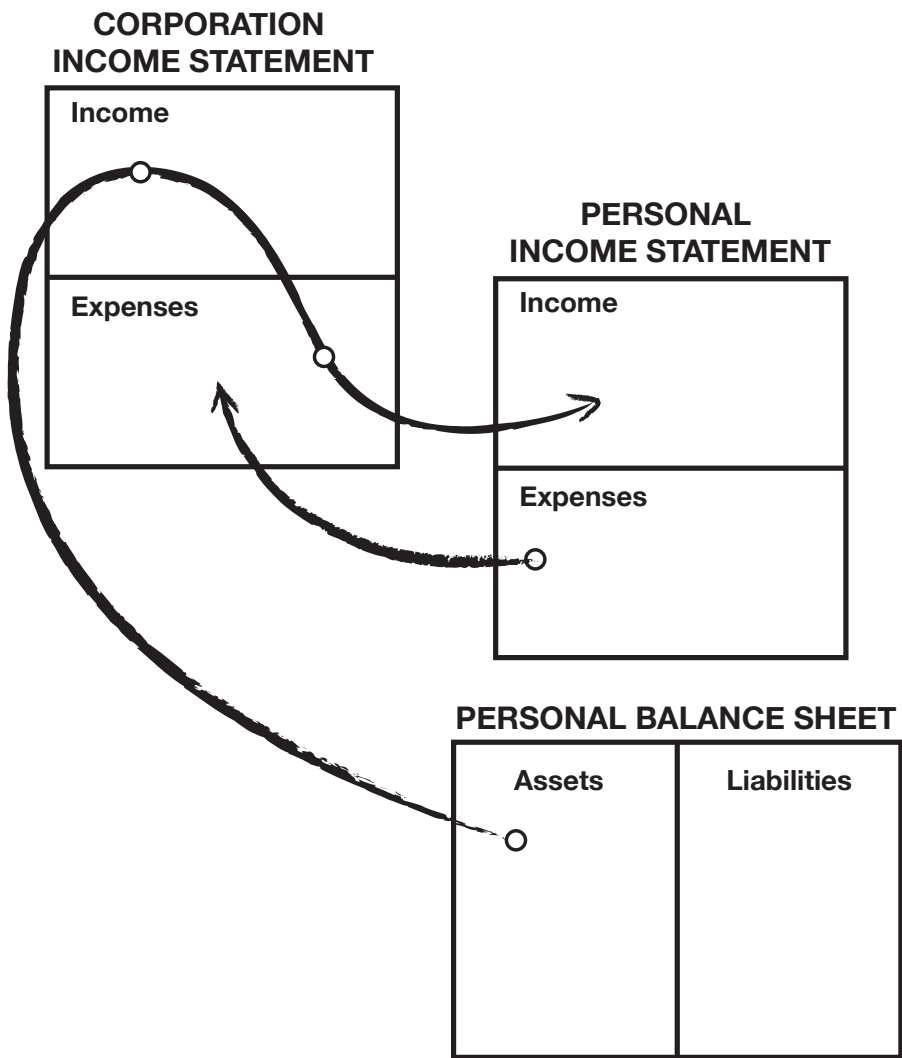 CORPORATION
INCOME STATEMENT
Income
Expenses
PERSONAL
INCOME STATEMENT
Income
Expenses
PERSONAL BALANCE SHEET
Assets
Liabilities